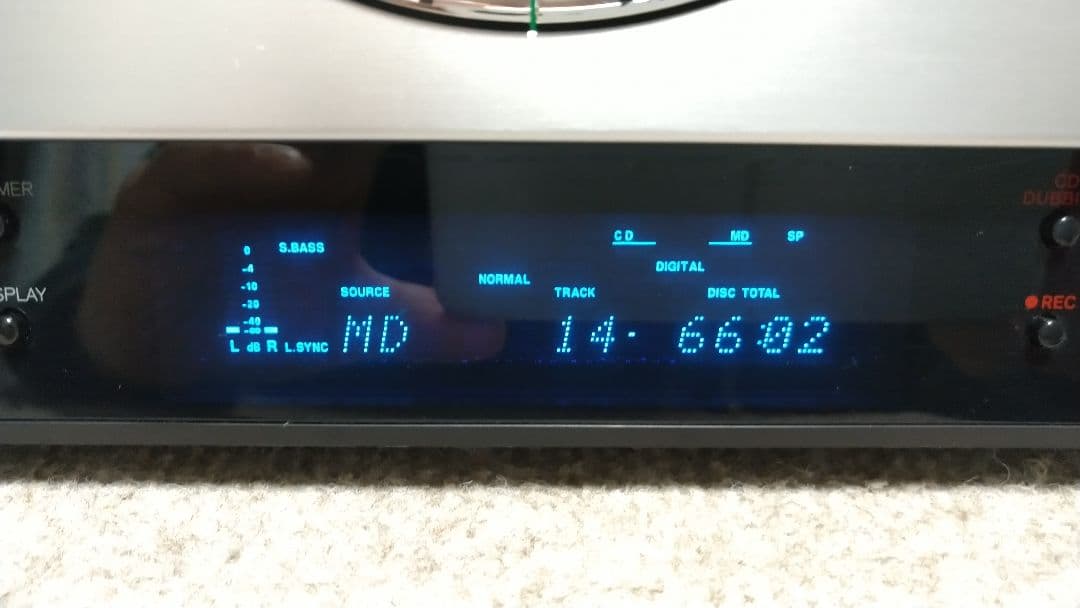 MER
CD
DUBBI
SPLAY
REC
0
-4
-10
-20
-40
S.BASS
SOURCE
NORMAL
TRACK
CD MD SP
DIGITAL
DISC TOTAL
L dB R L.SYNC MD 14· 66:02